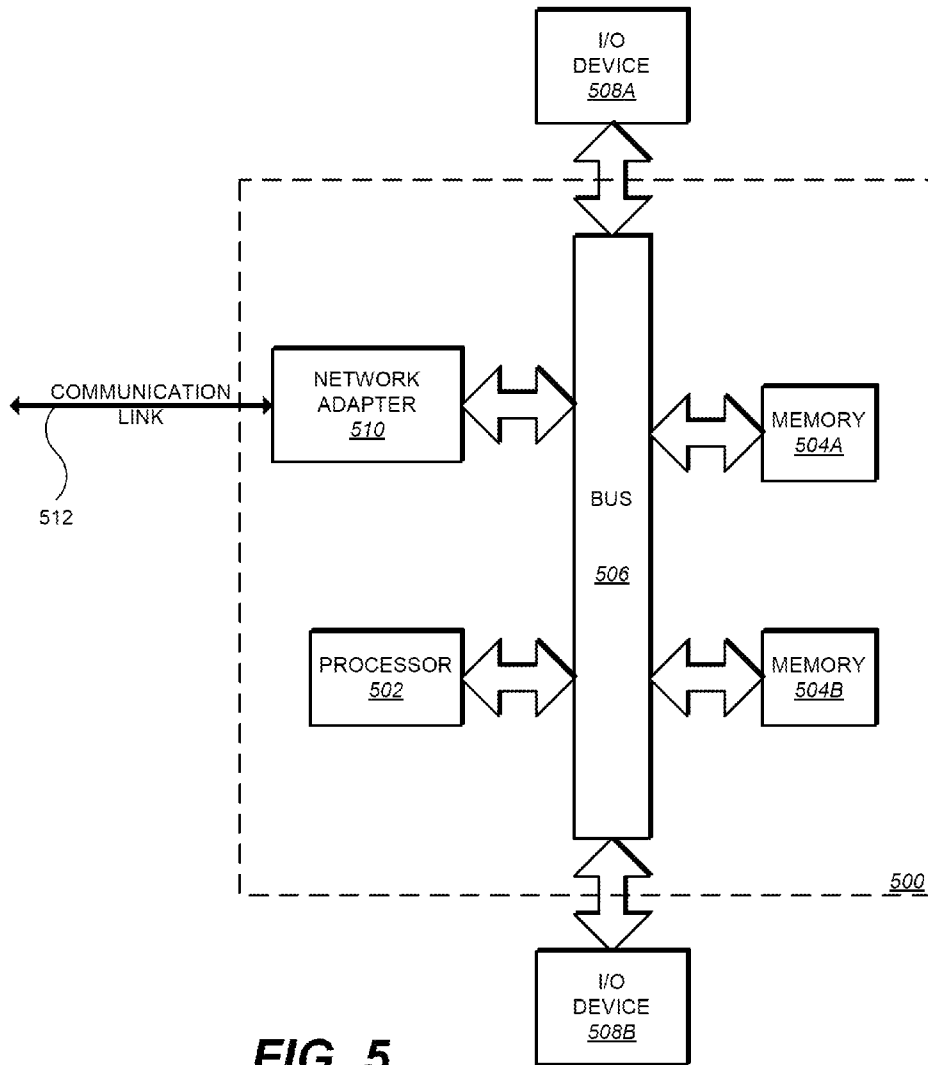 I/O
DEVICE
508A
COMMUNICATION
LINK
512
NETWORK
ADAPTER
510
MEMORY
504A
BUS
506
PROCESSOR
502
MEMORY
504B
500
I/O
DEVICE
508B
FIG. 5